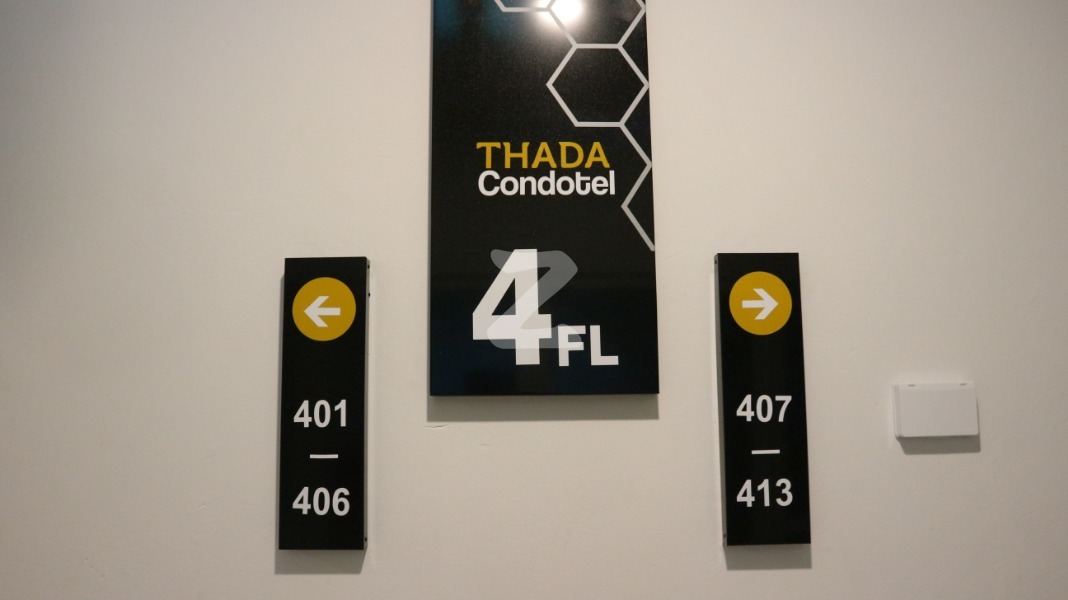 THADA
Condotel
4FL
←
401
—
406
→
407
—
413